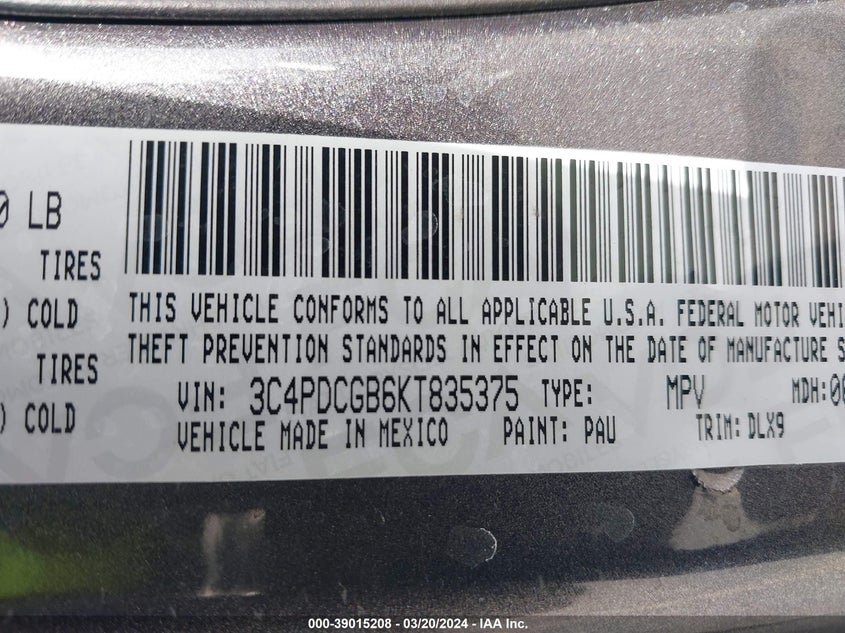 0 LB
TIRES
) COLD
TIRES
) COLD
THIS VEHICLE CONFORMS TO ALL APPLICABLE U.S.A. FEDERAL MOTOR VEHI
THEFT PREVENTION STANDARDS IN EFFECT ON THE DATE OF MANUFACTURE S
VIN: 3C4PDCGB6KT835375 TYPE: MPV MDH:00
VEHICLE MADE IN MEXICO PAINT: PAU TRIM: DLX9
000-39015208 - 03/20/2024 - IAA Inc.